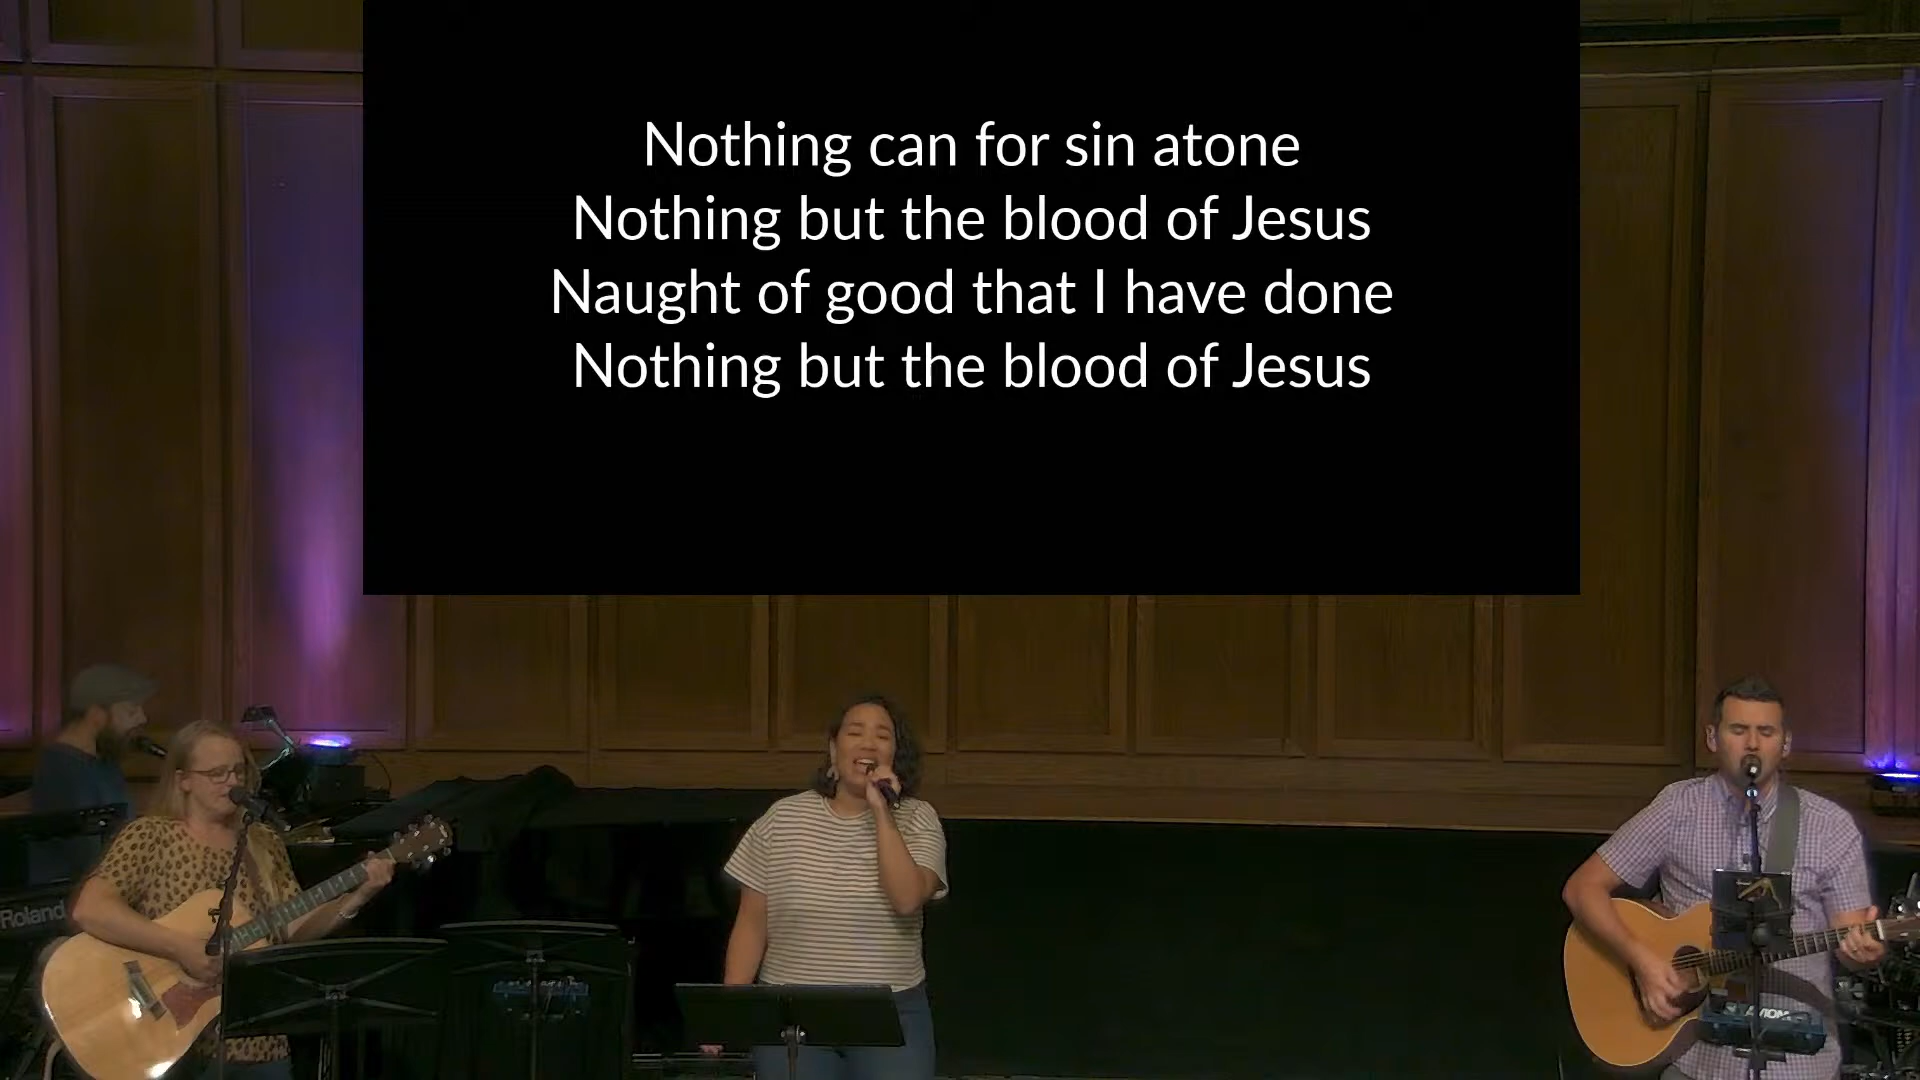 Nothing can for sin atone
Nothing but the blood of Jesus
Naught of good that I have done
Nothing but the blood of Jesus
Roland
AVIOM